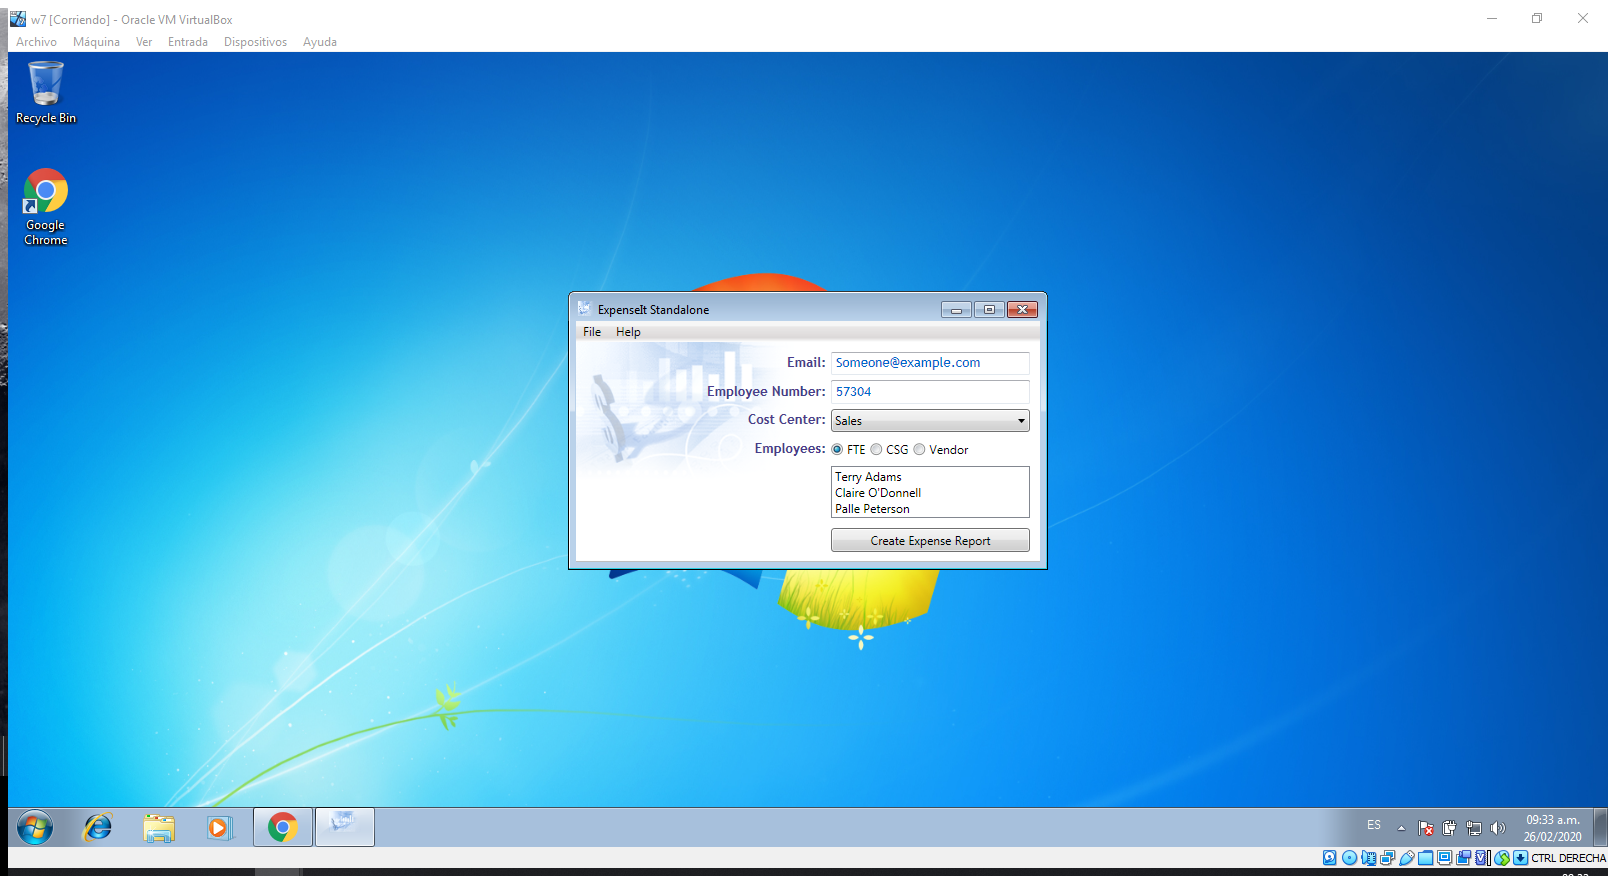 w7 [Corriendo] - Oracle VM VirtualBox
Archivo Máquina Ver Entrada Dispositivos Ayuda
Recycle Bin
Google
Chrome
ExpenseIt Standalone
File Help
Email: Someone@example.com
Employee Number: 57304
Cost Center: Sales
Employees: FTE CSG Vendor
Terry Adams
Claire O'Donnell
Palle Peterson
Create Expense Report
ES
09:33 a.m.
26/02/2020
CTRL DERECHA